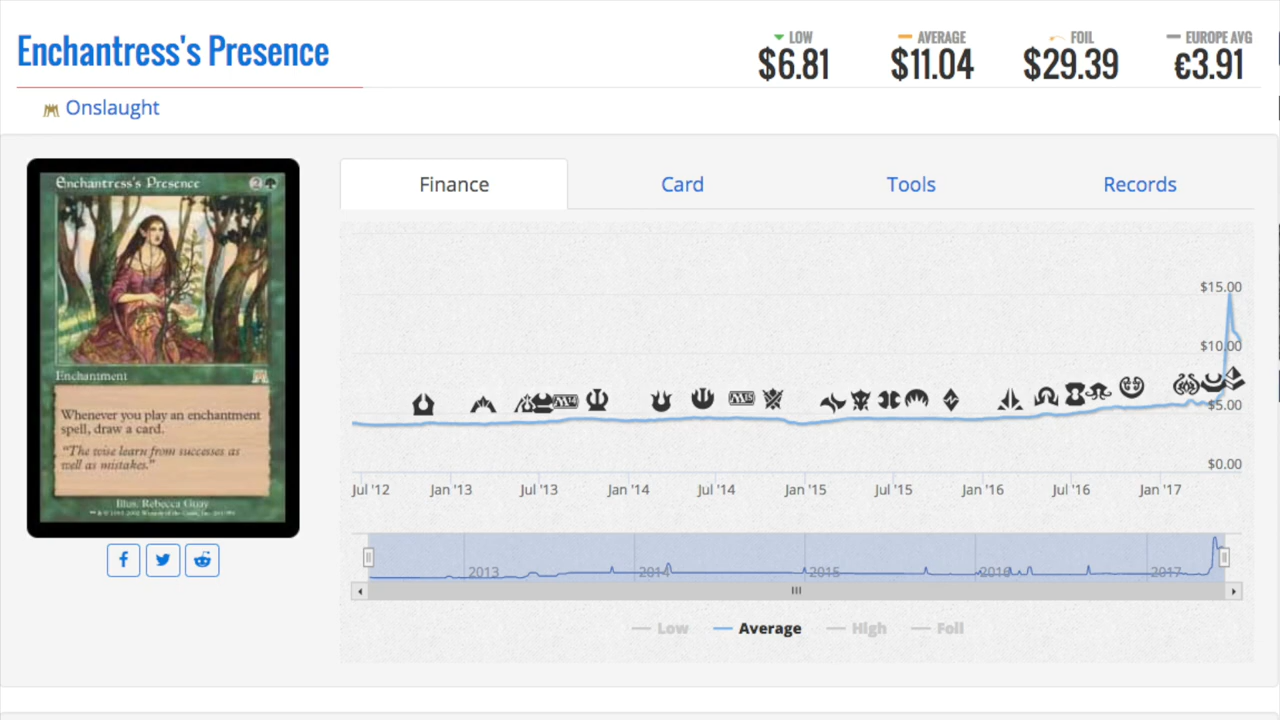 Enchantress's Presence
LOW
$6.81
AVERAGE
$11.04
FOIL
$29.39
EUROPE AVG
€3.91
Onslaught
Enchantress's Presence 2
Enchantment
Whenever you play an enchantment
spell, draw a card.
"The wise learn from successes as
well as mistakes."
Illus. Rebecca Guay
Finance
Card
Tools
Records
$15.00
$10.00
$5.00
$0.00
M14
M15
Jul '12
Jan '13
Jul '13
Jan '14
Jul '14
Jan '15
Jul '15
Jan '16
Jul '16
Jan '17
2013
2014
2015
2016
2017
Low
Average
High
Foil